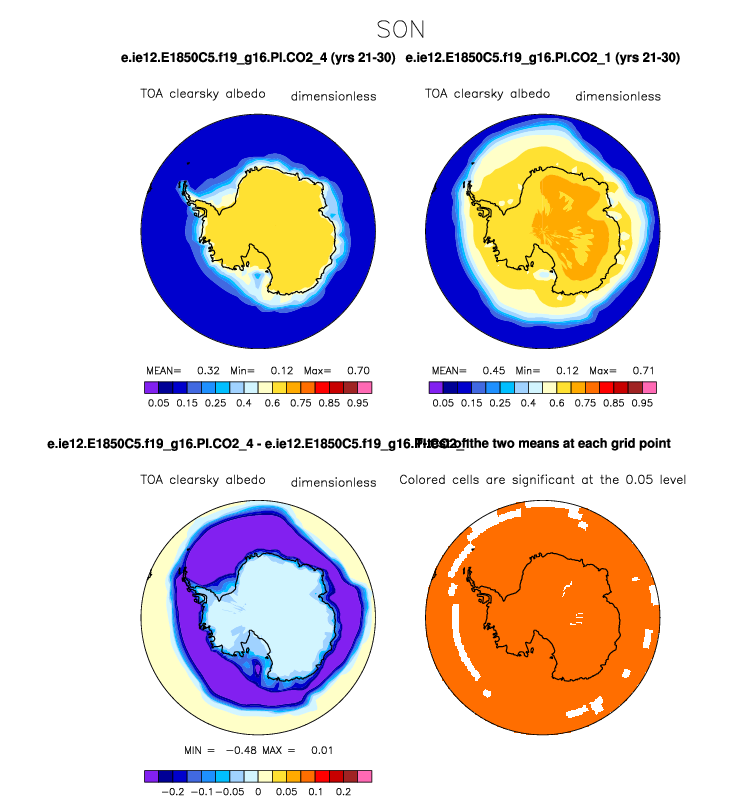 SON
e.ie12.E1850C5.f19_g16.PI.CO2_4 (yrs 21-30) e.ie12.E1850C5.f19_g16.PI.CO2_1 (yrs 21-30)
TOA clearsky albedo dimensionless TOA clearsky albedo dimensionless
MEAN= 0.32 Min= 0.12 Max= 0.70 MEAN= 0.45 Min= 0.12 Max= 0.71
0.05 0.15 0.25 0.4 0.6 0.75 0.85 0.95 0.05 0.15 0.25 0.4 0.6 0.75 0.85 0.95
e.ie12.E1850C5.f19_g16.PI.CO2_4 - e.ie12.E1850C5.f19_g16.PI.CO2_1 of the two means at each grid point
TOA clearsky albedo dimensionless Colored cells are significant at the 0.05 level
MIN = -0.48 MAX = 0.01
-0.2 -0.1 -0.05 0 0.05 0.1 0.2